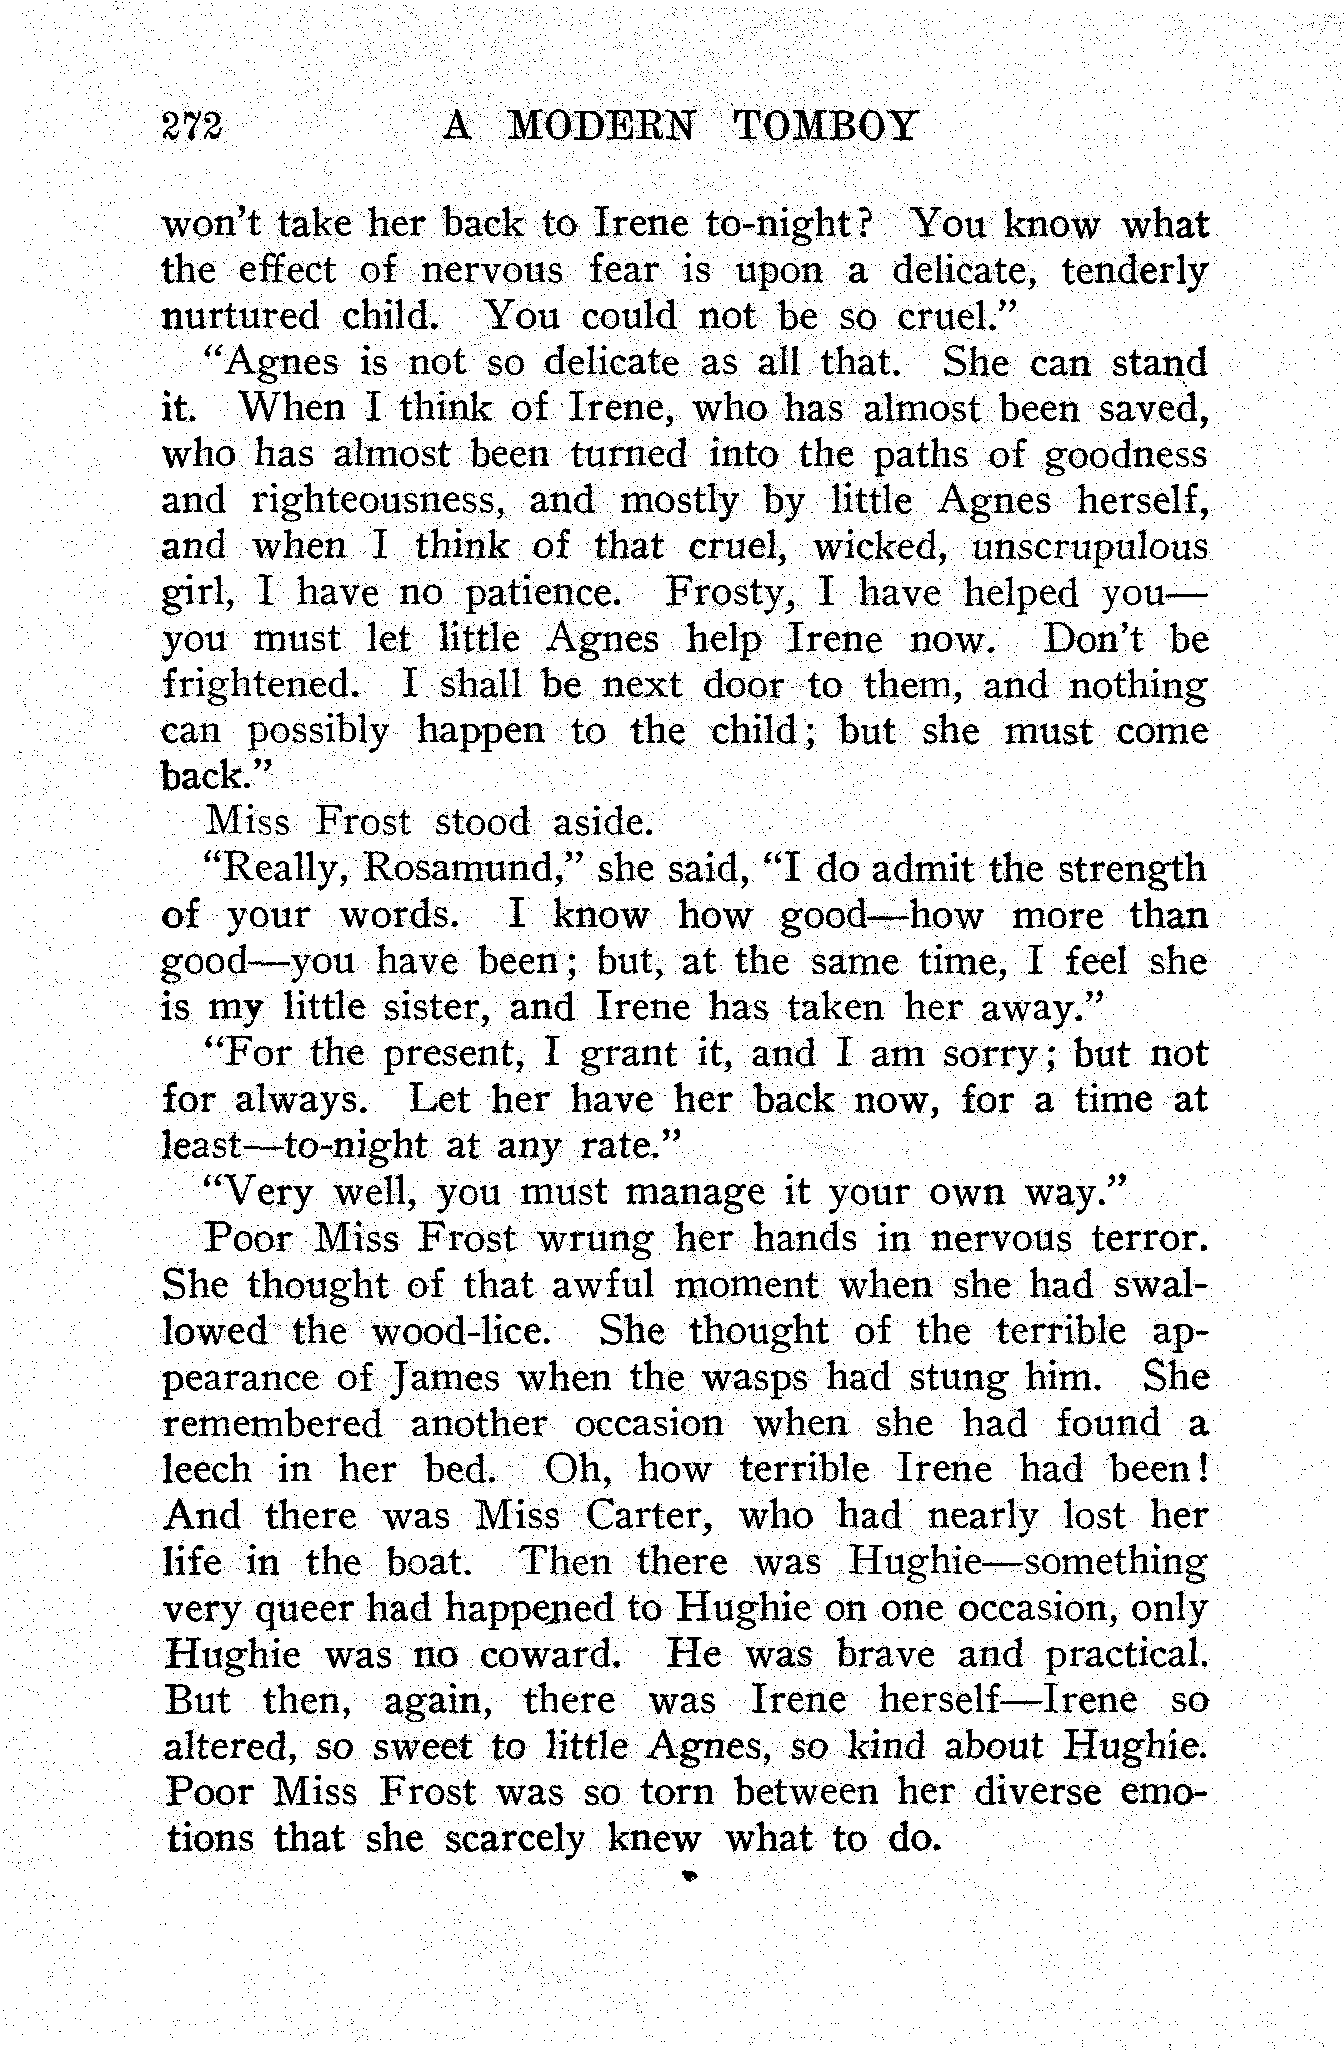 272 A MODERN TOMBOY
won't take her back to Irene to-night? You know what
the effect of nervous fear is upon a delicate, tenderly
nurtured child. You could not be so cruel."
"Agnes is not so delicate as all that. She can stand
it. When I think of Irene, who has almost been saved,
who has almost been turned into the paths of goodness
and righteousness, and mostly by little Agnes herself,
and when I think of that cruel, wicked, unscrupulous
girl, I have no patience. Frosty, I have helped you—
you must let little Agnes help Irene now. Don't be
frightened. I shall be next door to them, and nothing
can possibly happen to the child; but she must come
back."
Miss Frost stood aside.
"Really, Rosamund," she said, "I do admit the strength
of your words. I know how good—how more than
good—you have been; but, at the same time, I feel she
is my little sister, and Irene has taken her away."
"For the present, I grant it, and I am sorry; but not
for always. Let her have her back now, for a time at
least—to-night at any rate."
"Very well, you must manage it your own way."
Poor Miss Frost wrung her hands in nervous terror.
She thought of that awful moment when she had swal-
lowed the wood-lice. She thought of the terrible ap-
pearance of James when the wasps had stung him. She
remembered another occasion when she had found a
leech in her bed. Oh, how terrible Irene had been!
And there was Miss Carter, who had nearly lost her
life in the boat. Then there was Hughie—something
very queer had happened to Hughie on one occasion, only
Hughie was no coward. He was brave and practical.
But then, again, there was Irene herself—Irene so
altered, so sweet to little Agnes, so kind about Hughie.
Poor Miss Frost was so torn between her diverse emo-
tions that she scarcely knew what to do.